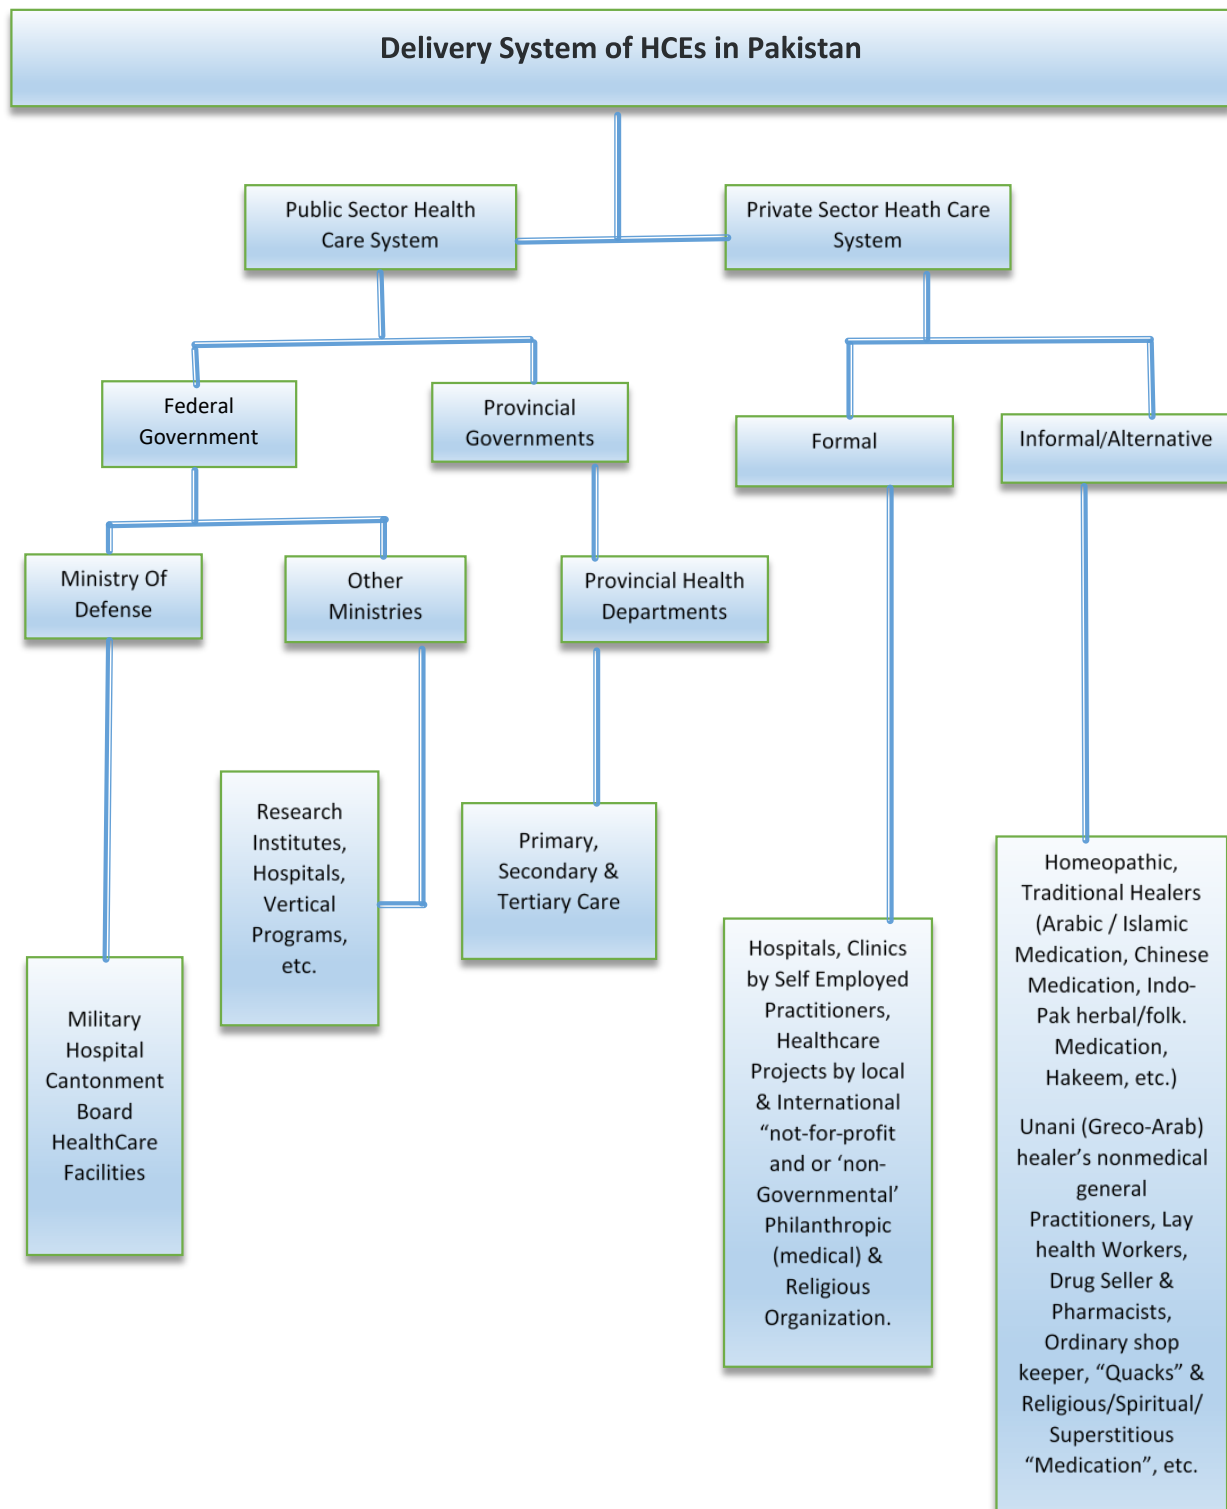 Delivery System of HCEs in Pakistan
Public Sector Health
Care System
Private Sector Heath Care
System
Federal
Government
Provincial
Governments
Formal
Informal/Alternative
Ministry Of
Defense
Other
Ministries
Provincial Health
Departments
Research
Institutes,
Hospitals,
Vertical
Programs,
etc.
Primary,
Secondary &
Tertiary Care
Military
Hospital
Cantonment
Board
HealthCare
Facilities
Hospitals, Clinics
by Self Employed
Practitioners,
Healthcare
Projects by local
& International
“not-for-profit
and or ‘non-
Governmental’
Philanthropic
(medical) &
Religious
Organization.
Homeopathic,
Traditional Healers
(Arabic / Islamic
Medication, Chinese
Medication, Indo-
Pak herbal/folk.
Medication,
Hakeem, etc.)
Unani (Greco-Arab)
healer’s nonmedical
general
Practitioners, Lay
health Workers,
Drug Seller &
Pharmacists,
Ordinary shop
keeper, “Quacks” &
Religious/Spiritual/
Superstitious
“Medication”, etc.